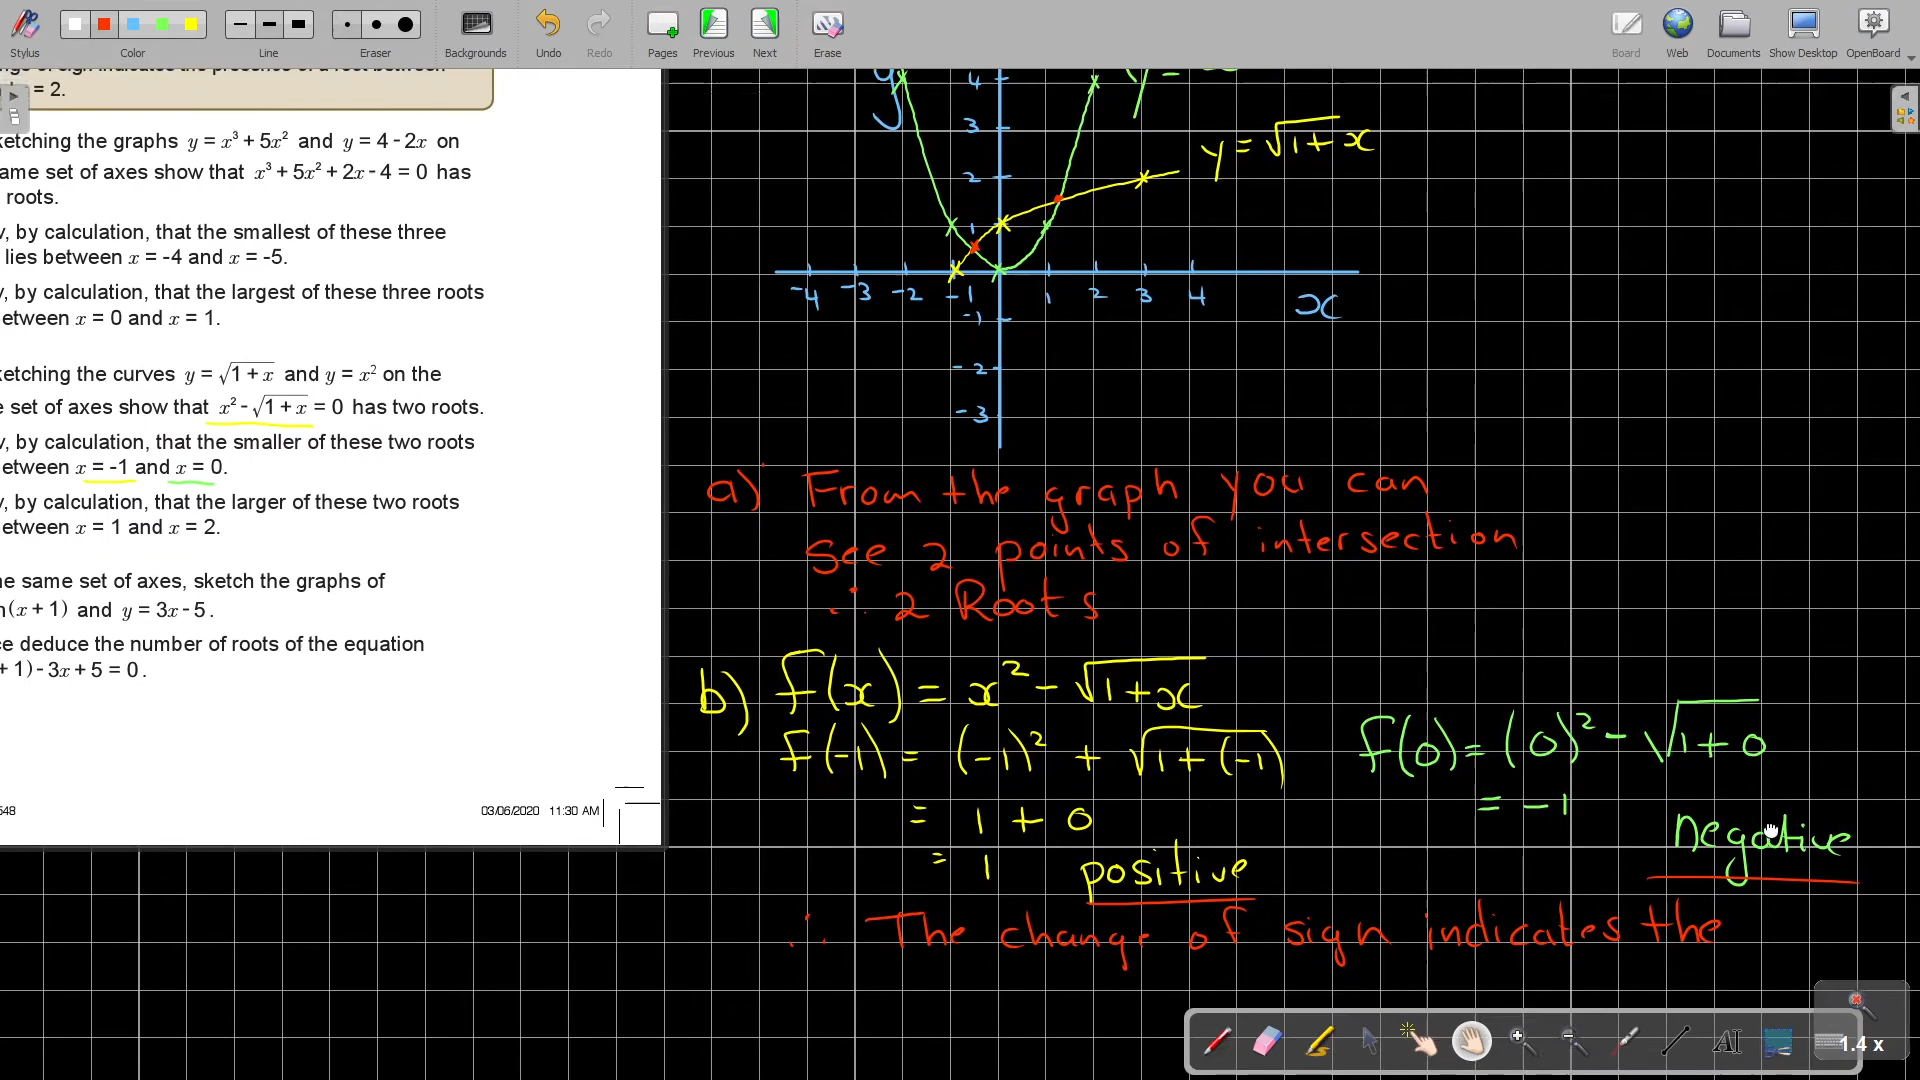 Stylus Color Line Eraser Backgrounds Undo Redo Pages Previous Next Erase Board Web Documents Show Desktop OpenBoard
= 2.
ketching the graphs y = x³ + 5x² and y = 4 - 2x on
ame set of axes show that x³ + 5x² + 2x - 4 = 0 has
roots.
, by calculation, that the smallest of these three
lies between x = -4 and x = -5.
, by calculation, that the largest of these three roots
etween x = 0 and x = 1.
etching the curves y = √1 + x and y = x² on the
e set of axes show that x² - √1 + x = 0 has two roots.
, by calculation, that the smaller of these two roots
etween x = -1 and x = 0.
, by calculation, that the larger of these two roots
etween x = 1 and x = 2.
e same set of axes, sketch the graphs of
(x + 1) and y = 3x - 5.
e deduce the number of roots of the equation
+ 1) - 3x + 5 = 0.
548
03/06/2020 11:30 AM
y
4
3
y = √1+x
2
1
-4 -3 -2 -1 1 2 3 4 x
-1
-2
-3
a) From the graph you can
see 2 points of intersection
∴ 2 Roots
b) f(x) = x² - √1+x
f(-1) = (-1)² + √1+(-1)
= 1 + 0
= 1 positive
f(0) = (0)² - √1+0
= -1
negative
∴ The change of sign indicates the
1.4 x